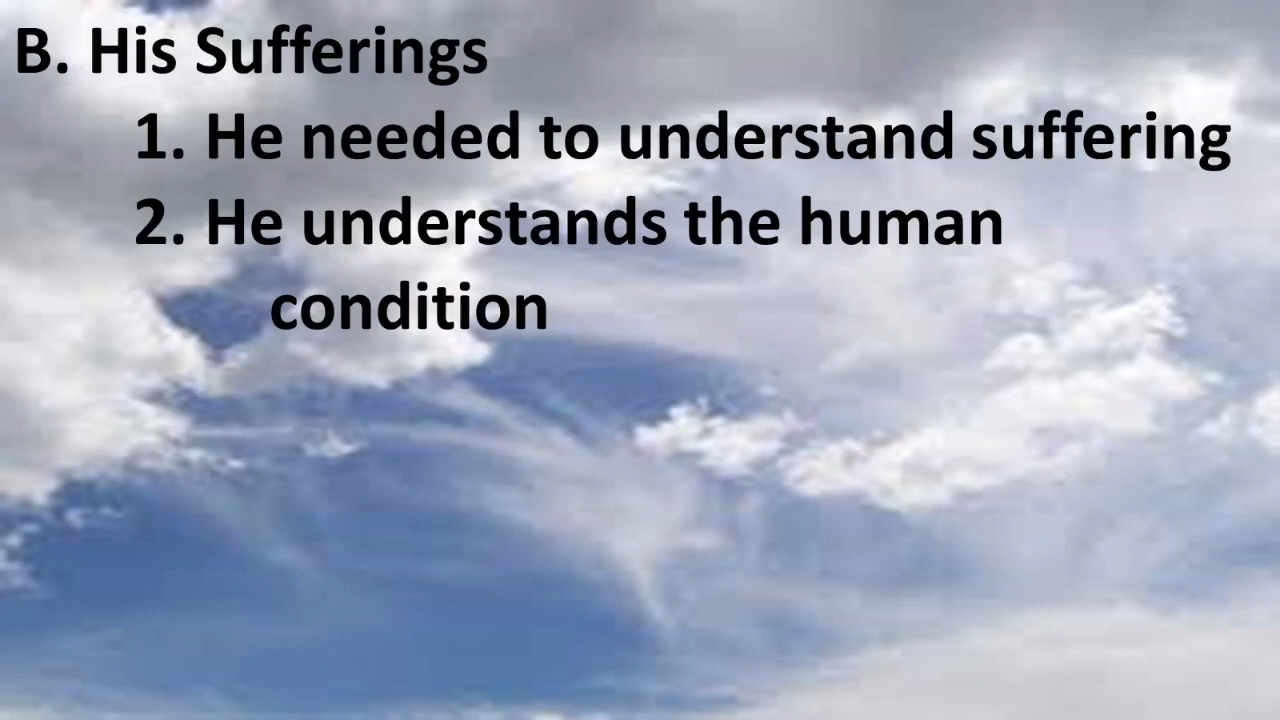 B. His Sufferings
1. He needed to understand suffering
2. He understands the human
condition